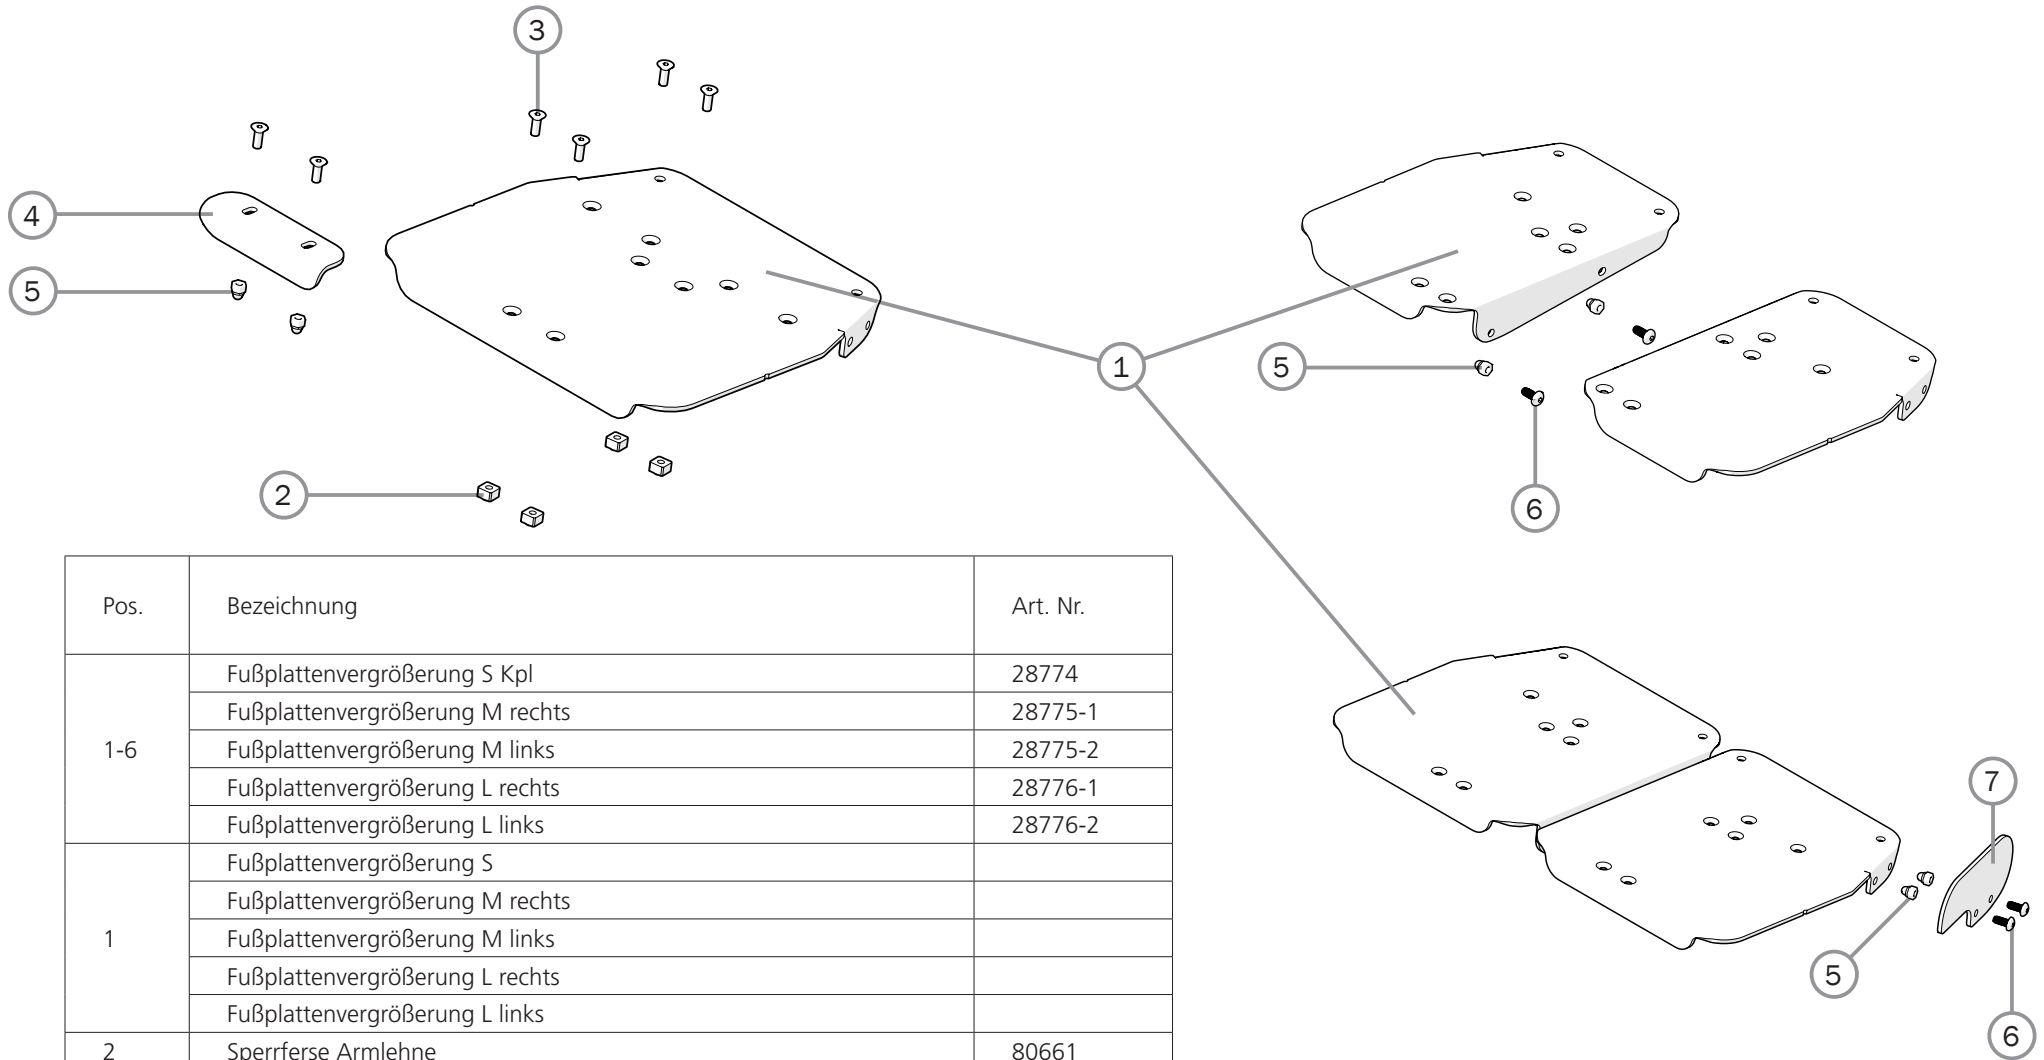 3
4
5
2
1
5
6
7
5
6
Pos. Bezeichnung Art. Nr.
1-6
Fußplattenvergrößerung S Kpl 28774
Fußplattenvergrößerung M rechts 28775-1
Fußplattenvergrößerung M links 28775-2
Fußplattenvergrößerung L rechts 28776-1
Fußplattenvergrößerung L links 28776-2
1
Fußplattenvergrößerung S
Fußplattenvergrößerung M rechts
Fußplattenvergrößerung M links
Fußplattenvergrößerung L rechts
Fußplattenvergrößerung L links
2 Sperrferse Armlehne 80661